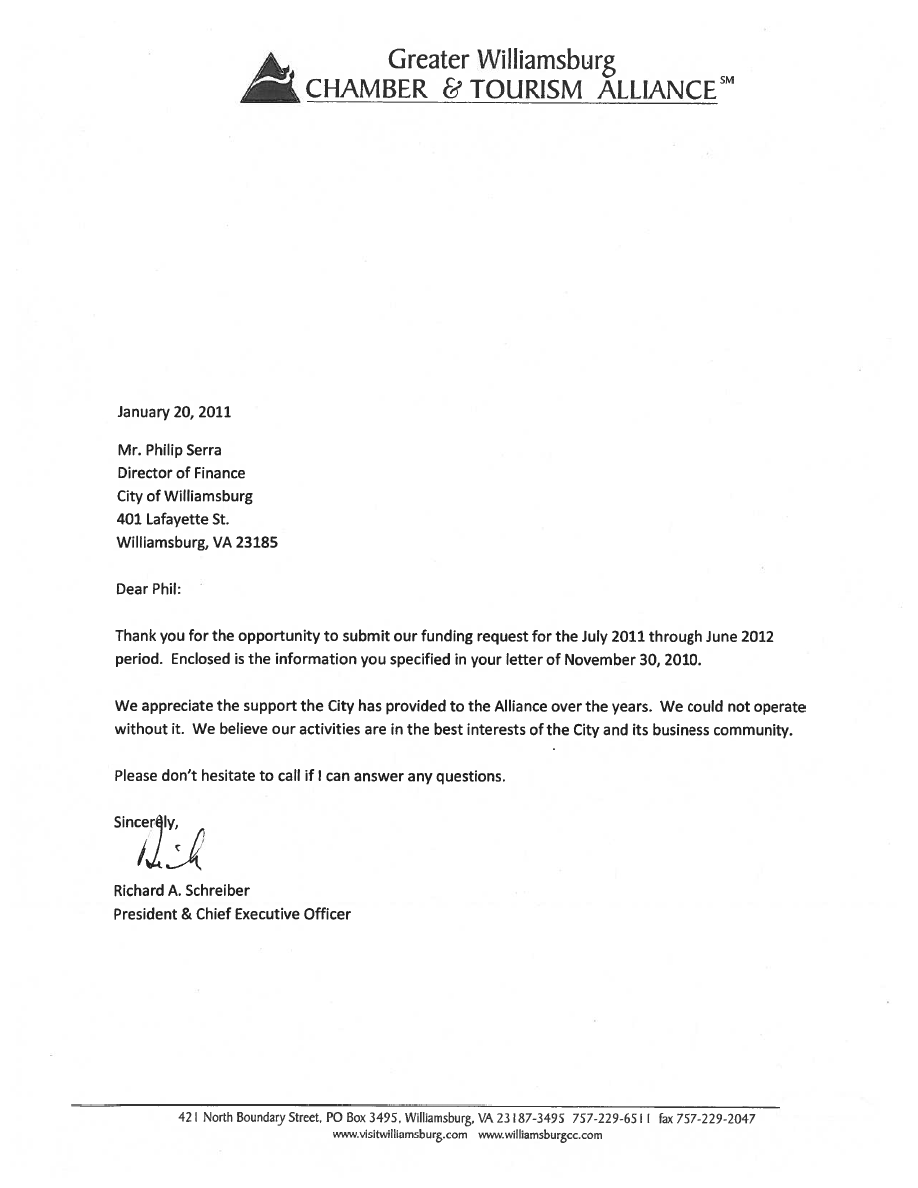 Greater Williamsburg
CHAMBER & TOURISM ALLIANCE℠
January 20, 2011
Mr. Philip Serra
Director of Finance
City of Williamsburg
401 Lafayette St.
Williamsburg, VA 23185
Dear Phil:
Thank you for the opportunity to submit our funding request for the July 2011 through June 2012
period. Enclosed is the information you specified in your letter of November 30, 2010.
We appreciate the support the City has provided to the Alliance over the years. We could not operate
without it. We believe our activities are in the best interests of the City and its business community.
Please don't hesitate to call if I can answer any questions.
Sincerely,
Dick
Richard A. Schreiber
President & Chief Executive Officer
421 North Boundary Street, PO Box 3495, Williamsburg, VA 23187-3495 757-229-6511 fax 757-229-2047
www.visitwilliamsburg.com www.williamsburgcc.com